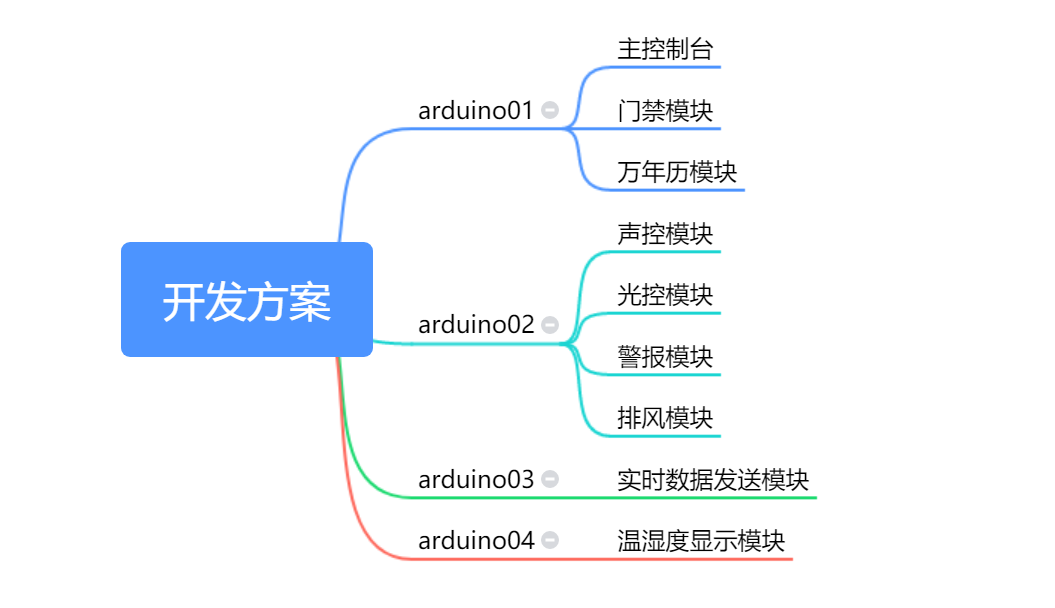 开发方案
arduino01
主控制台
门禁模块
万年历模块
arduino02
声控模块
光控模块
警报模块
排风模块
arduino03
实时数据发送模块
arduino04
温湿度显示模块